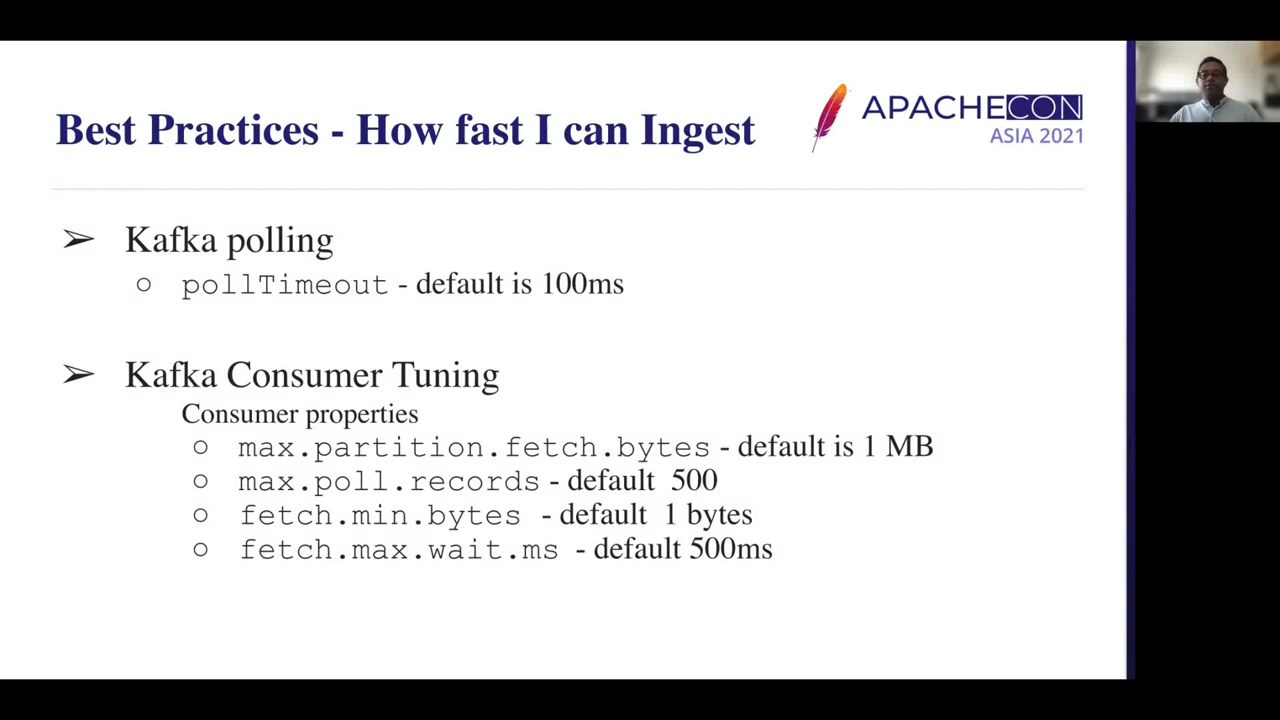 Best Practices - How fast I can Ingest
APACHECON
ASIA 2021
➢ Kafka polling
○ pollTimeout - default is 100ms
➢ Kafka Consumer Tuning
Consumer properties
○ max.partition.fetch.bytes - default is 1 MB
○ max.poll.records - default 500
○ fetch.min.bytes - default 1 bytes
○ fetch.max.wait.ms - default 500ms